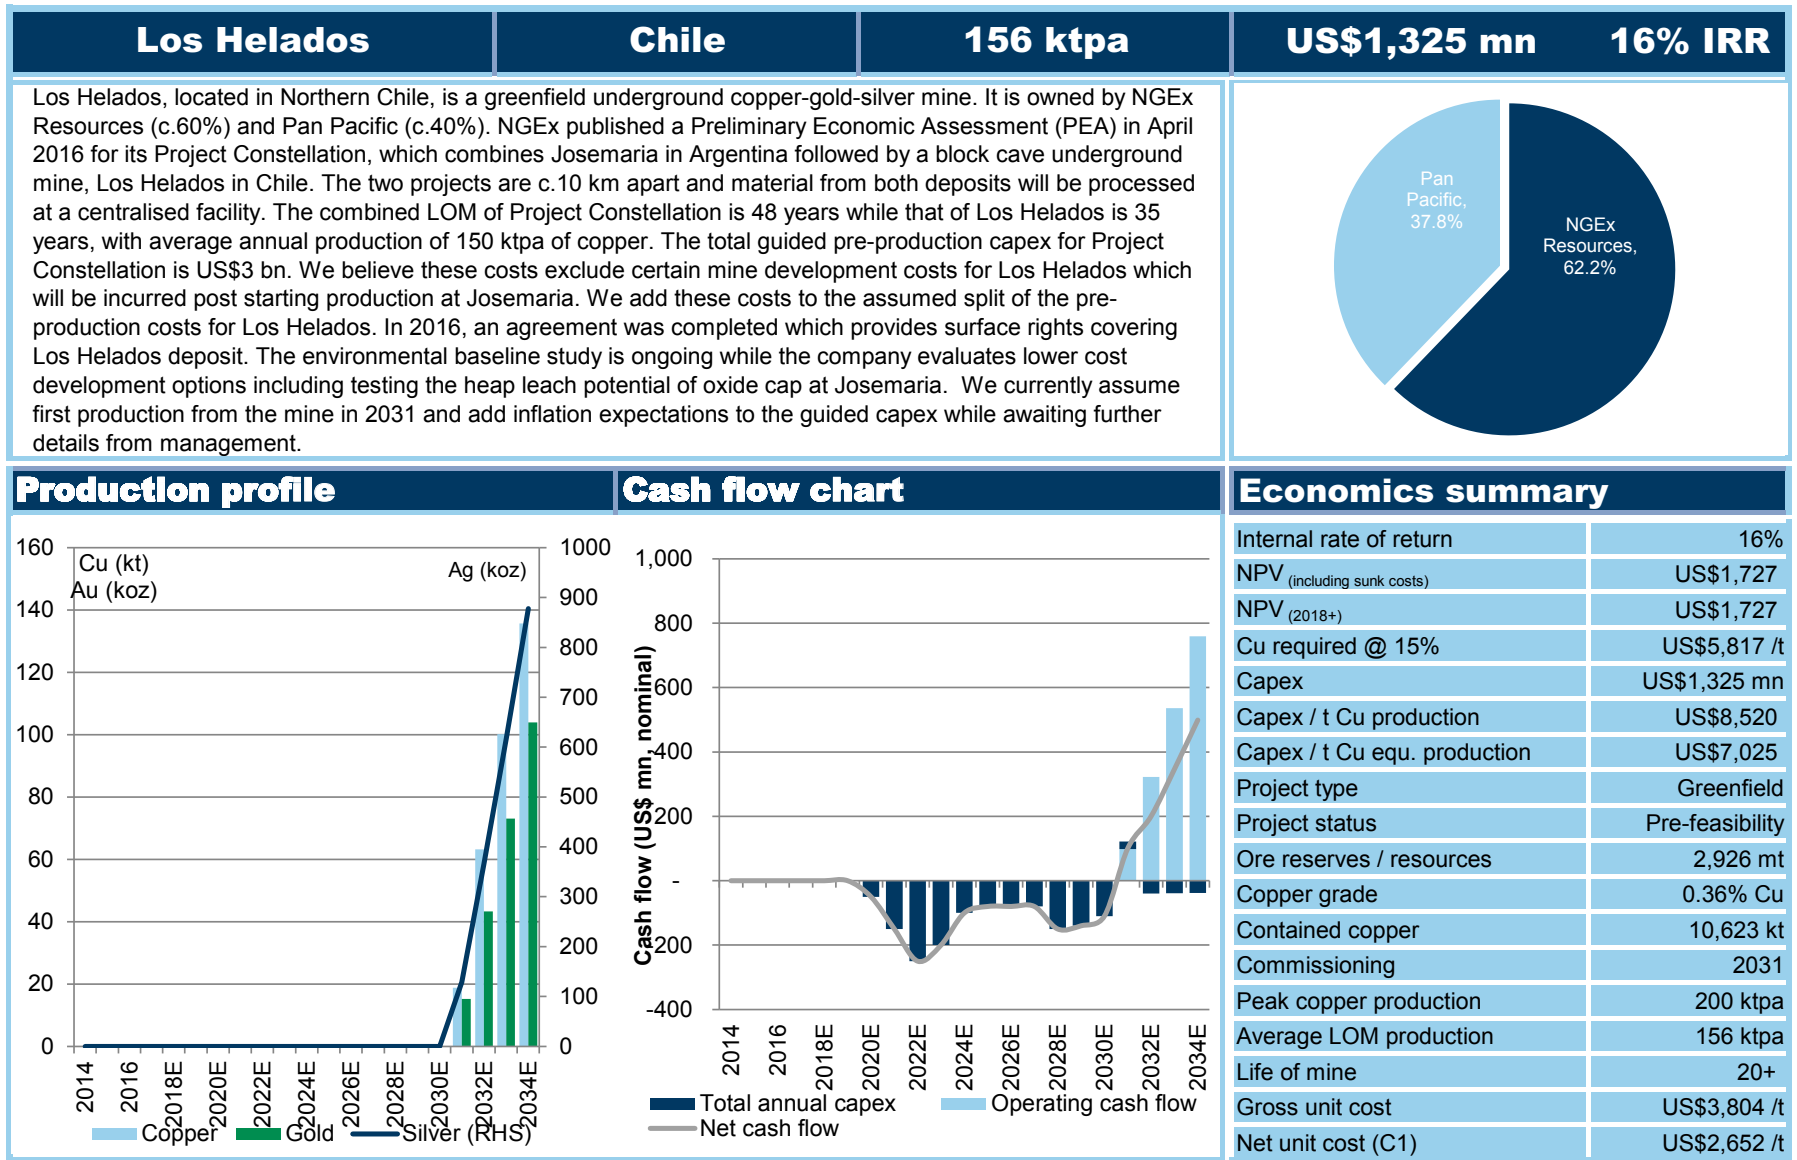 Los Helados
Chile
156 ktpa
US$1,325 mn
16% IRR
Los Helados, located in Northern Chile, is a greenfield underground copper-gold-silver mine. It is owned by NGEx
Resources (c.60%) and Pan Pacific (c.40%). NGEx published a Preliminary Economic Assessment (PEA) in April
2016 for its Project Constellation, which combines Josemaria in Argentina followed by a block cave underground
mine, Los Helados in Chile. The two projects are c.10 km apart and material from both deposits will be processed
at a centralised facility. The combined LOM of Project Constellation is 48 years while that of Los Helados is 35
years, with average annual production of 150 ktpa of copper. The total guided pre-production capex for Project
Constellation is US$3 bn. We believe these costs exclude certain mine development costs for Los Helados which
will be incurred post starting production at Josemaria. We add these costs to the assumed split of the pre-
production costs for Los Helados. In 2016, an agreement was completed which provides surface rights covering
Los Helados deposit. The environmental baseline study is ongoing while the company evaluates lower cost
development options including testing the heap leach potential of oxide cap at Josemaria.  We currently assume
first production from the mine in 2031 and add inflation expectations to the guided capex while awaiting further
details from management.
Pan
Pacific,
37.8%
NGEx
Resources,
62.2%
Production profile
Cu (kt)
Au (koz)
Ag (koz)
160
140
120
100
80
60
40
20
0
1000
900
800
700
600
500
400
300
200
100
0
2014
2016
2018E
2020E
2022E
2024E
2026E
2028E
2030E
2032E
2034E
Copper
Gold
Silver (RHS)
Cash flow chart
Cash flow (US$ mn, nominal)
1,000
800
600
400
200
-
-200
-400
2014
2016
2018E
2020E
2022E
2024E
2026E
2028E
2030E
2032E
2034E
Total annual capex
Operating cash flow
Net cash flow
Economics summary
Internal rate of return 16%
NPV (including sunk costs) US$1,727
NPV (2018+) US$1,727
Cu required @ 15% US$5,817 /t
Capex US$1,325 mn
Capex / t Cu production US$8,520
Capex / t Cu equ. production US$7,025
Project type Greenfield
Project status Pre-feasibility
Ore reserves / resources 2,926 mt
Copper grade 0.36% Cu
Contained copper 10,623 kt
Commissioning 2031
Peak copper production 200 ktpa
Average LOM production 156 ktpa
Life of mine 20+
Gross unit cost US$3,804 /t
Net unit cost (C1) US$2,652 /t